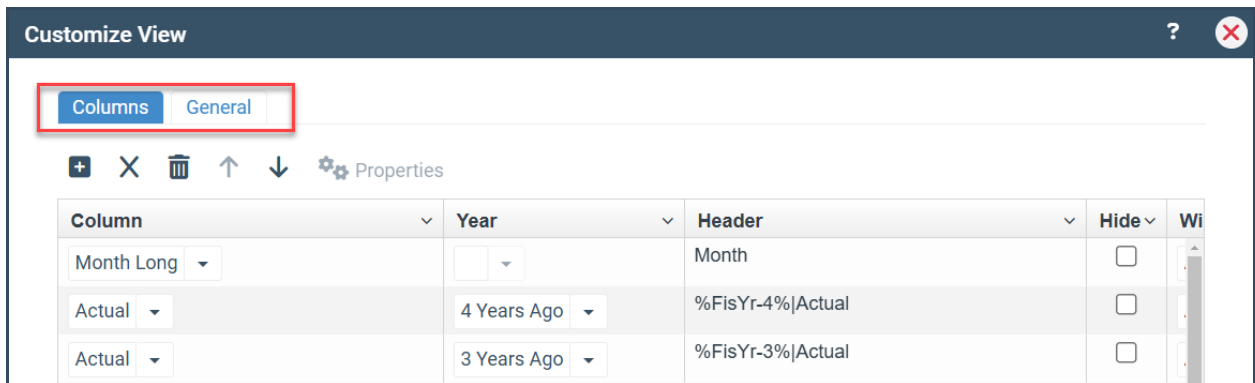 Customize View ?
Columns General
Properties
Column Year Header Hide Wi
Month Long Month
Actual 4 Years Ago %FisYr-4%|Actual
Actual 3 Years Ago %FisYr-3%|Actual